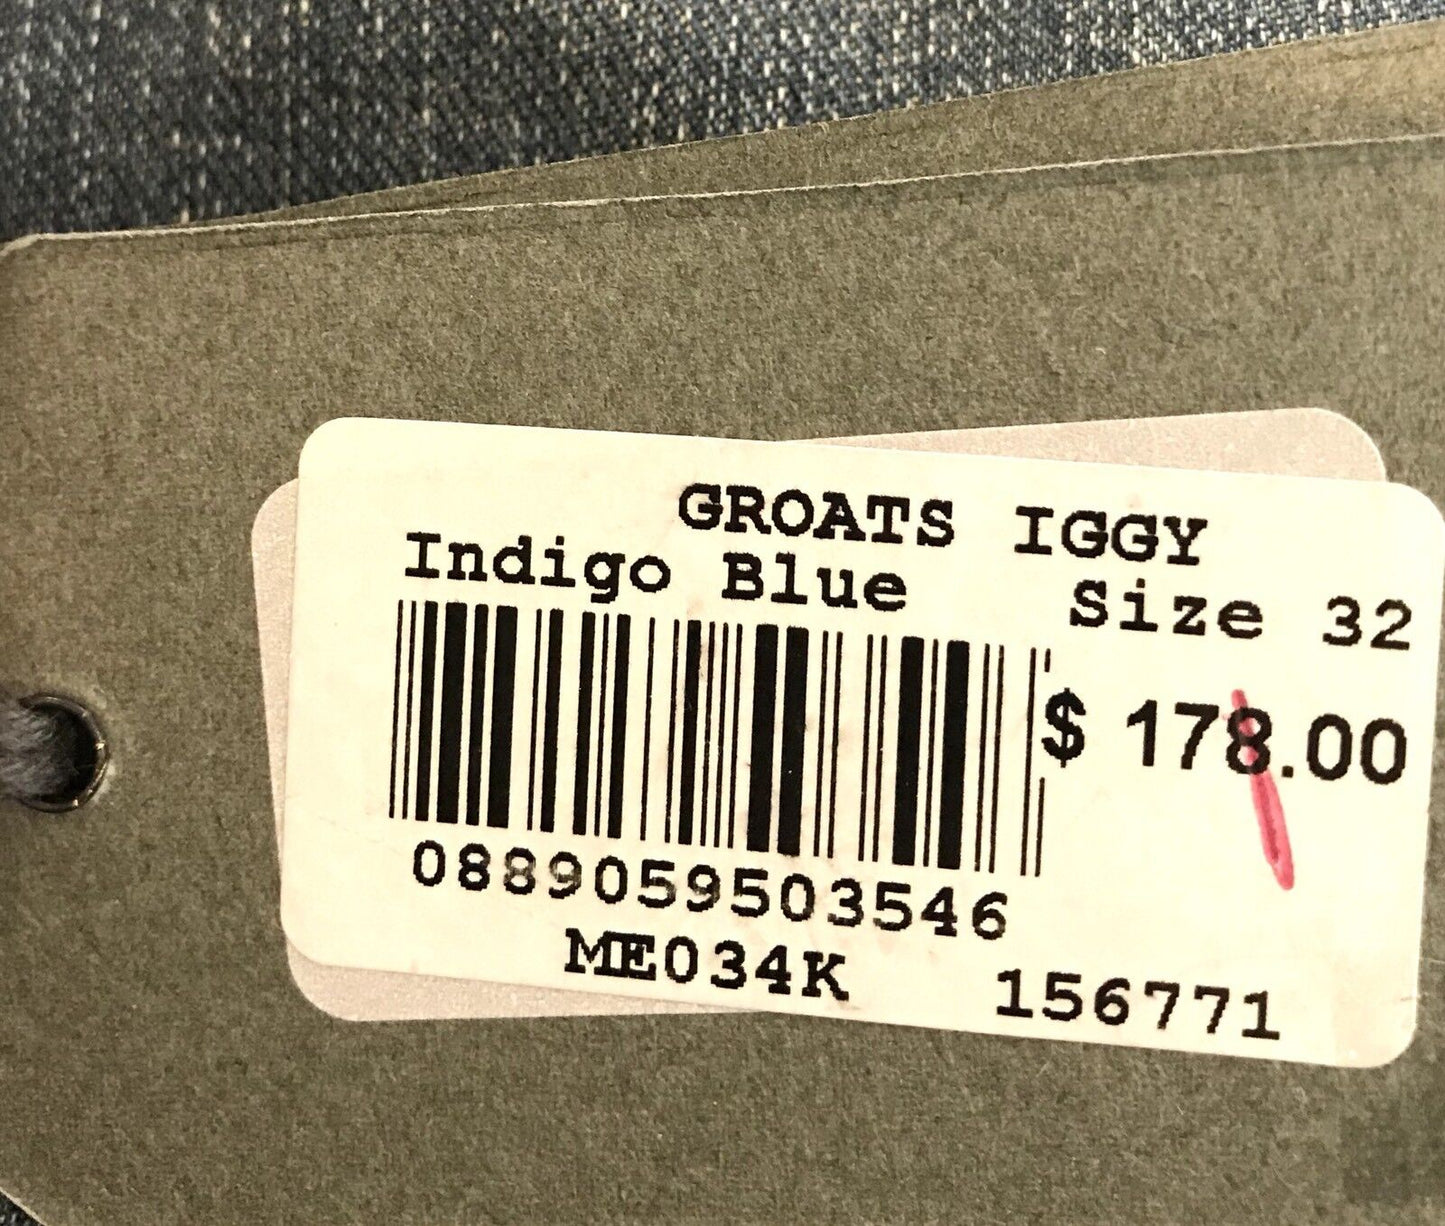 GROATS IGGY
Indigo Blue Size 32
$ 178.00
0889059503546
ME034K 156771